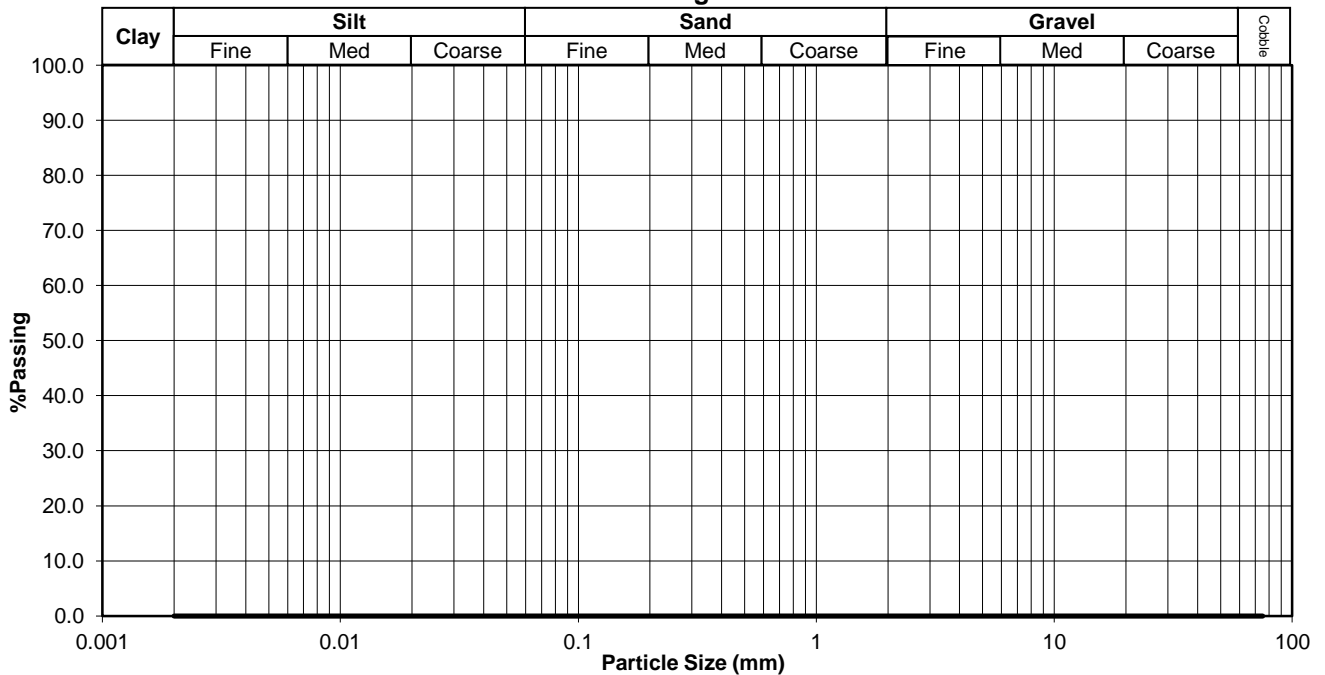 Clay Silt Sand Gravel Cobble
Fine Med Coarse Fine Med Coarse Fine Med Coarse
100.0
90.0
80.0
70.0
60.0
50.0
40.0
30.0
20.0
10.0
0.0
%Passing
0.001 0.01 0.1 1 10 100
Particle Size (mm)